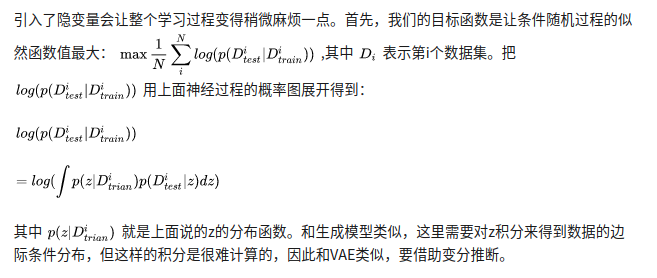 引入了隐变量会让整个学习过程变得稍微麻烦一点。首先，我们的目标函数是让条件随机过程的似
然函数值最大： $\max \frac{1}{N} \sum_{i}^{N} log(p(D_{test}^{i}|D_{train}^{i}))$ ,其中 $D_i$ 表示第i个数据集。把
$log(p(D_{test}^{i}|D_{train}^{i}))$ 用上面神经过程的概率图展开得到：
$log(p(D_{test}^{i}|D_{train}^{i}))$
$= log(\int p(z|D_{trian}^{i})p(D_{test}^{i}|z)dz)$
其中 $p(z|D_{trian}^{i})$ 就是上面说的z的分布函数。和生成模型类似，这里需要对z积分来得到数据的边
际条件分布，但这样的积分是很难计算的，因此和VAE类似，要借助变分推断。